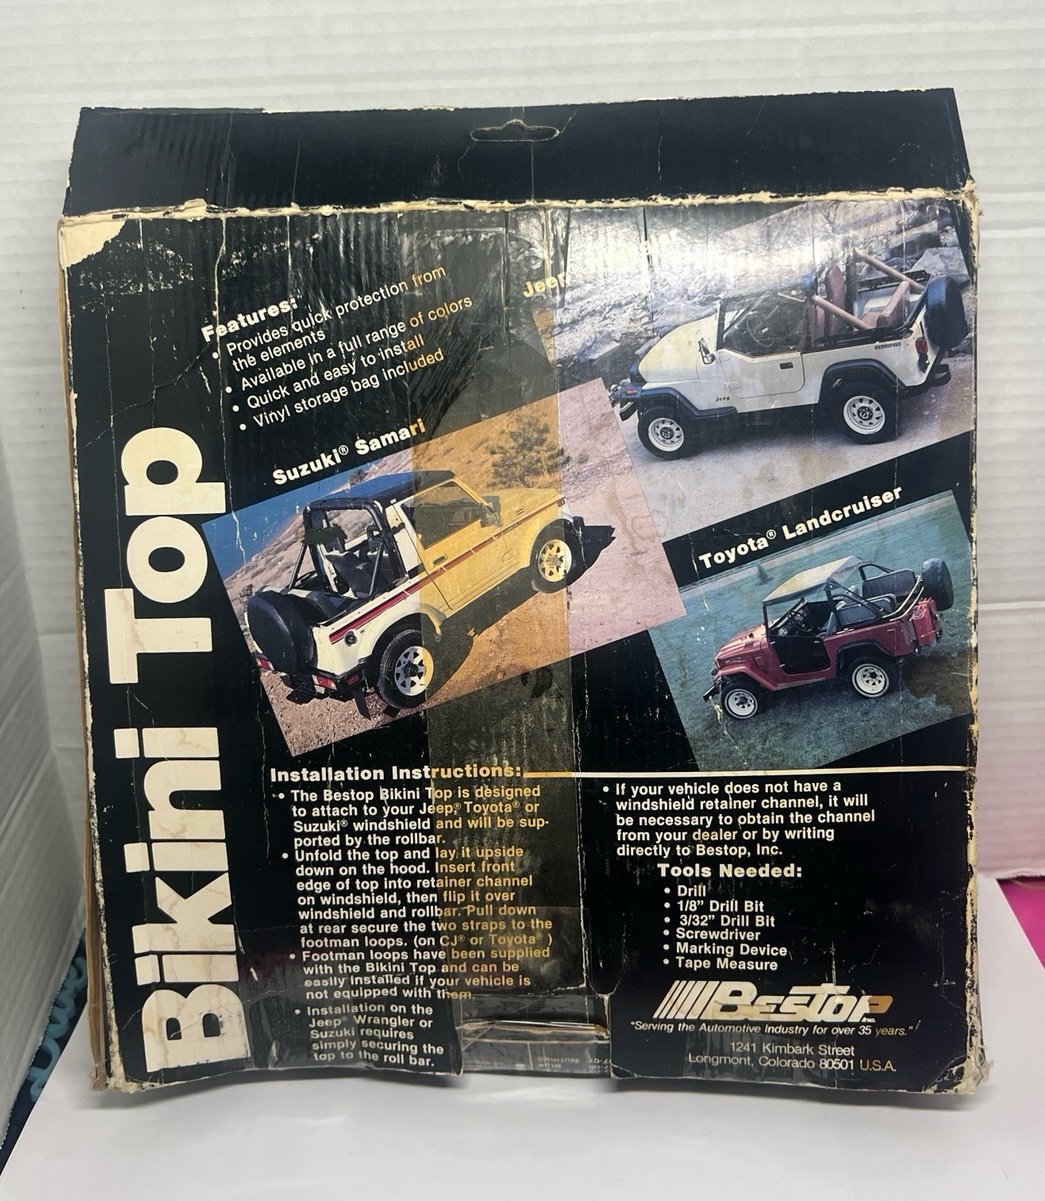 Bikini Top
Features:
• Provides quick protection from
the elements
• Available in a full range of colors
• Quick and easy to install
• Vinyl storage bag included
Jeep
Suzuki® Samari
Toyota® Landcruiser
Jeep
Installation Instructions:
• The Bestop Bikini Top is designed
to attach to your Jeep,® Toyota® or
Suzuki® windshield and will be sup-
ported by the rollbar.
• Unfold the top and lay it upside
down on the hood. Insert front
edge of top into retainer channel
on windshield, then flip it over
windshield and rollbar. Pull down
at rear secure the two straps to the
footman loops. (on CJ® or Toyota®)
• Footman loops have been supplied
with the Bikini Top and can be
easily installed if your vehicle is
not equipped with them.
• Installation on the
Jeep® Wrangler or
Suzuki requires
simply securing the
top to the roll bar.
• If your vehicle does not have a
windshield retainer channel, it will
be necessary to obtain the channel
from your dealer or by writing
directly to Bestop, Inc.
Tools Needed:
• Drill
• 1/8" Drill Bit
• 3/32" Drill Bit
• Screwdriver
• Marking Device
• Tape Measure
BESTOP
"Serving the Automotive Industry for over 35 years."
1241 Kimbark Street
Longmont, Colorado 80501 U.S.A.